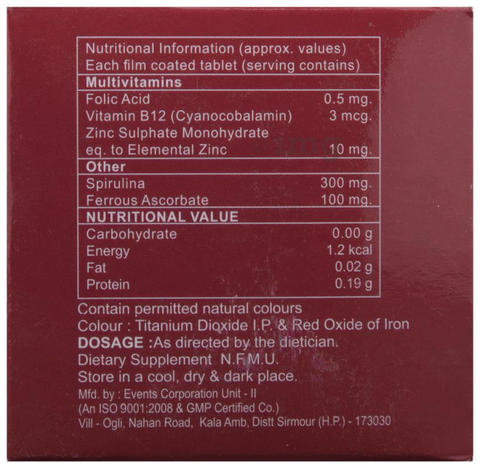 Nutritional Information (approx. values)
Each film coated tablet (serving contains)
Multivitamins
Folic Acid 0.5 mg.
Vitamin B12 (Cyanocobalamin) 3 mcg.
Zinc Sulphate Monohydrate
eq. to Elemental Zinc 10 mg.
Other
Spirulina 300 mg.
Ferrous Ascorbate 100 mg.
NUTRITIONAL VALUE
Carbohydrate 0.00 g
Energy 1.2 kcal
Fat 0.02 g
Protein 0.19 g
Contain permitted natural colours
Colour : Titanium Dioxide I.P. & Red Oxide of Iron
DOSAGE :As directed by the dietician.
Dietary Supplement N.F.M.U.
Store in a cool, dry & dark place.
Mfd. by : Events Corporation Unit - II
(An ISO 9001:2008 & GMP Certified Co.)
Vill - Ogli, Nahan Road, Kala Amb, Distt Sirmour (H.P.) - 173030